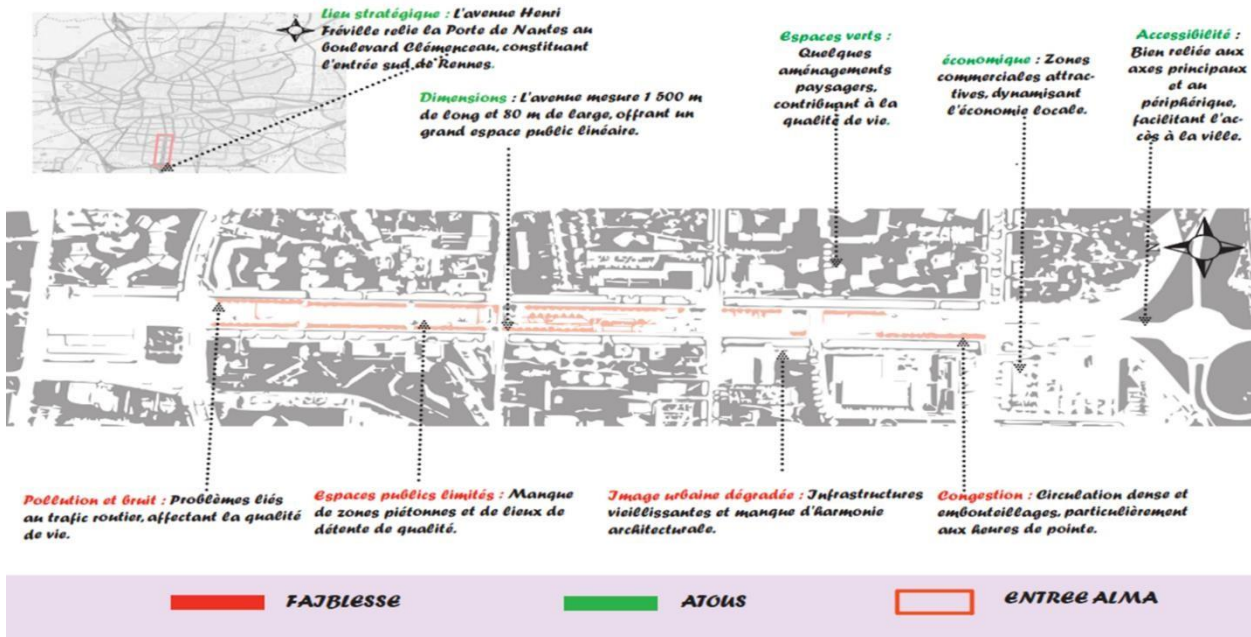 Lieu stratégique : L'avenue Henri
Fréville relie la Porte de Nantes au
boulevard Clémenceau, constituant
l'entrée sud de Rennes.
Dimensions : L'avenue mesure 1 500 m
de long et 80 m de large, offrant un
grand espace public linéaire.
Espaces verts :
Quelques
aménagements
paysagers,
contribuant à la
qualité de vie.
économique : Zones
commerciales attrac-
tives, dynamisant
l'économie locale.
Accessibilité :
Bien reliée aux
axes principaux
et au
périphérique,
facilitant l'ac-
cès à la ville.
Pollution et bruit : Problèmes liés
au trafic routier, affectant la qualité
de vie.
Espaces publics limités : Manque
de zones piétonnes et de lieux de
détente de qualité.
Image urbaine dégradée : Infrastructures
vieillissantes et manque d'harmonie
architecturale.
Congestion : Circulation dense et
embouteillages, particulièrement
aux heures de pointe.
FAIBLESSE
ATOUS
ENTREE ALMA